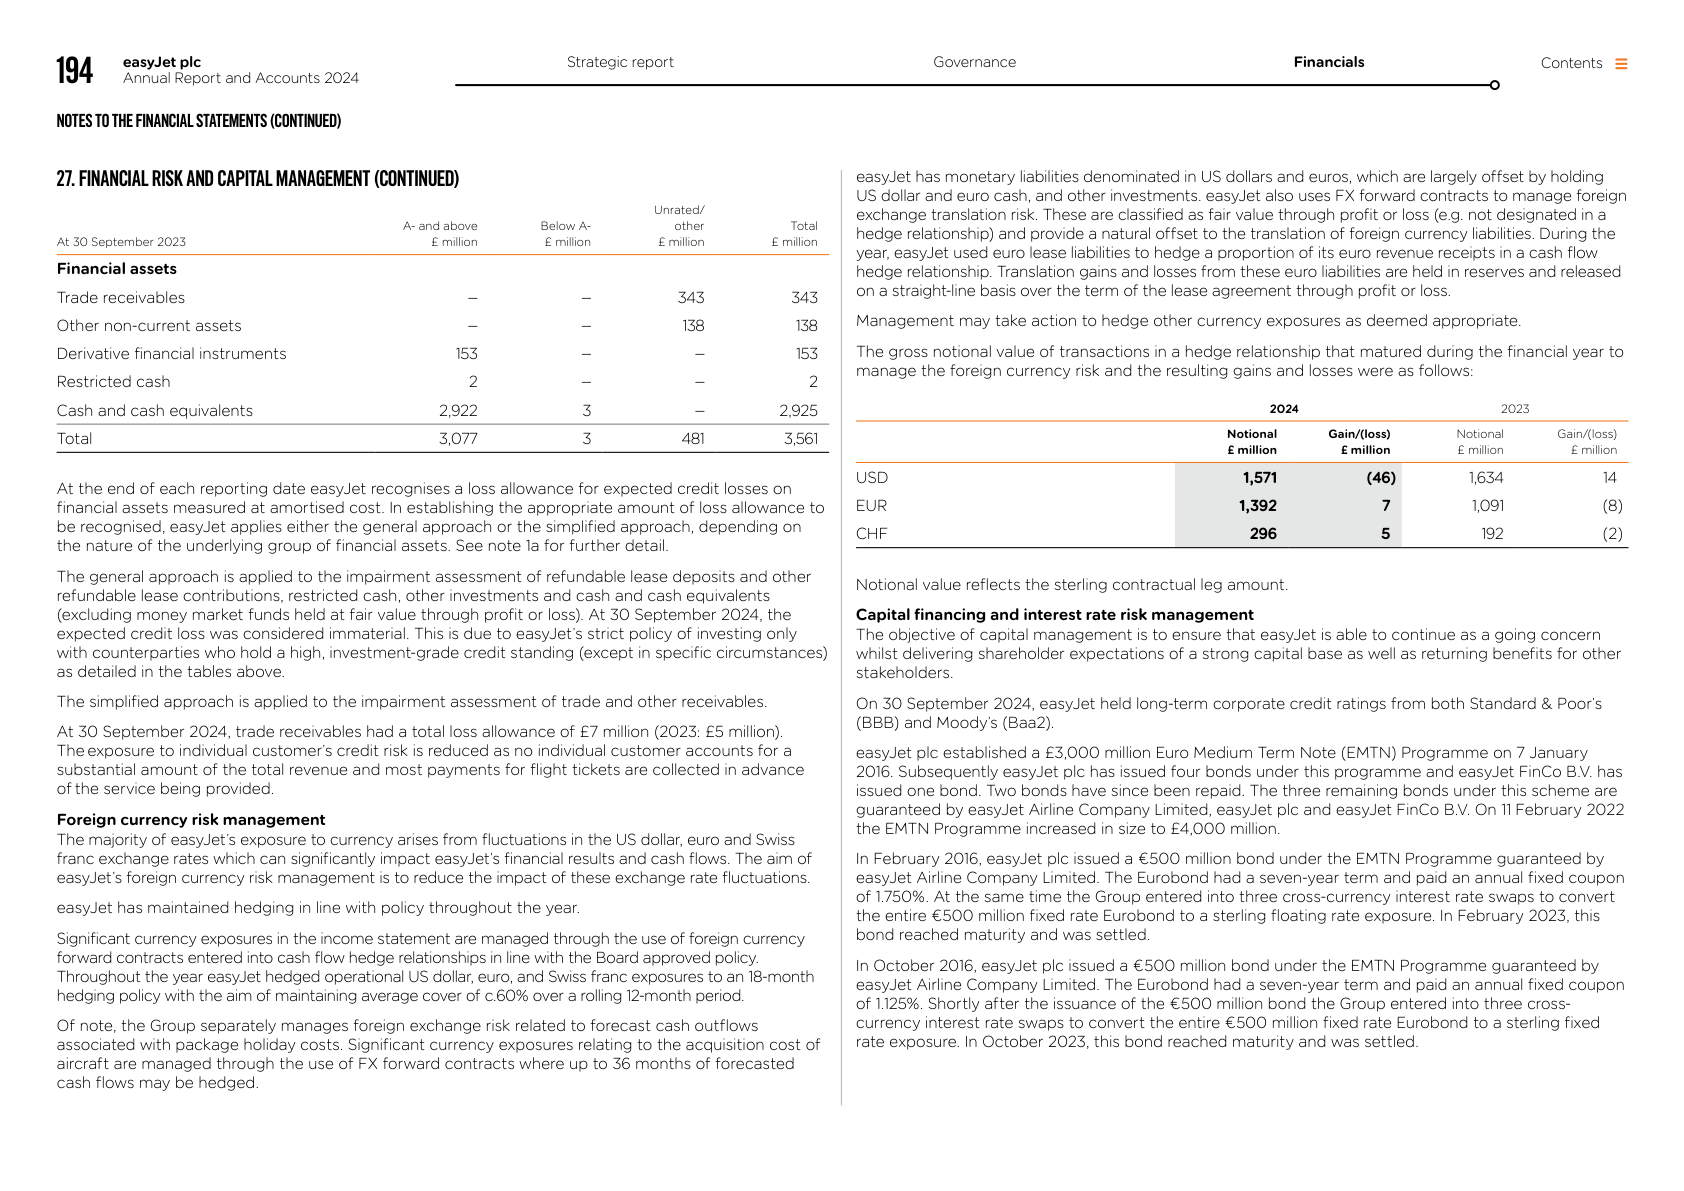 194
easyJet plc
Annual Report and Accounts 2024
Strategic report
Governance
Financials
Contents
NOTES TO THE FINANCIAL STATEMENTS (CONTINUED)
27. FINANCIAL RISK AND CAPITAL MANAGEMENT (CONTINUED)
At 30 September 2023 A- and above £ million Below A- £ million Unrated/ other £ million Total £ million
Financial assets
Trade receivables – – 343 343
Other non-current assets – – 138 138
Derivative financial instruments 153 – – 153
Restricted cash 2 – – 2
Cash and cash equivalents 2,922 3 – 2,925
Total 3,077 3 481 3,561
At the end of each reporting date easyJet recognises a loss allowance for expected credit losses on
financial assets measured at amortised cost. In establishing the appropriate amount of loss allowance to
be recognised, easyJet applies either the general approach or the simplified approach, depending on
the nature of the underlying group of financial assets. See note 1a for further detail.
The general approach is applied to the impairment assessment of refundable lease deposits and other
refundable lease contributions, restricted cash, other investments and cash and cash equivalents
(excluding money market funds held at fair value through profit or loss). At 30 September 2024, the
expected credit loss was considered immaterial. This is due to easyJet's strict policy of investing only
with counterparties who hold a high, investment-grade credit standing (except in specific circumstances)
as detailed in the tables above.
The simplified approach is applied to the impairment assessment of trade and other receivables.
At 30 September 2024, trade receivables had a total loss allowance of £7 million (2023: £5 million).
The exposure to individual customer's credit risk is reduced as no individual customer accounts for a
substantial amount of the total revenue and most payments for flight tickets are collected in advance
of the service being provided.
Foreign currency risk management
The majority of easyJet's exposure to currency arises from fluctuations in the US dollar, euro and Swiss
franc exchange rates which can significantly impact easyJet's financial results and cash flows. The aim of
easyJet's foreign currency risk management is to reduce the impact of these exchange rate fluctuations.
easyJet has maintained hedging in line with policy throughout the year.
Significant currency exposures in the income statement are managed through the use of foreign currency
forward contracts entered into cash flow hedge relationships in line with the Board approved policy.
Throughout the year easyJet hedged operational US dollar, euro, and Swiss franc exposures to an 18-month
hedging policy with the aim of maintaining average cover of c.60% over a rolling 12-month period.
Of note, the Group separately manages foreign exchange risk related to forecast cash outflows
associated with package holiday costs. Significant currency exposures relating to the acquisition cost of
aircraft are managed through the use of FX forward contracts where up to 36 months of forecasted
cash flows may be hedged.
easyJet has monetary liabilities denominated in US dollars and euros, which are largely offset by holding
US dollar and euro cash, and other investments. easyJet also uses FX forward contracts to manage foreign
exchange translation risk. These are classified as fair value through profit or loss (e.g. not designated in a
hedge relationship) and provide a natural offset to the translation of foreign currency liabilities. During the
year, easyJet used euro lease liabilities to hedge a proportion of its euro revenue receipts in a cash flow
hedge relationship. Translation gains and losses from these euro liabilities are held in reserves and released
on a straight-line basis over the term of the lease agreement through profit or loss.
Management may take action to hedge other currency exposures as deemed appropriate.
The gross notional value of transactions in a hedge relationship that matured during the financial year to
manage the foreign currency risk and the resulting gains and losses were as follows:
2024 2023
Notional £ million Gain/(loss) £ million Notional £ million Gain/(loss) £ million
USD 1,571 (46) 1,634 14
EUR 1,392 7 1,091 (8)
CHF 296 5 192 (2)
Notional value reflects the sterling contractual leg amount.
Capital financing and interest rate risk management
The objective of capital management is to ensure that easyJet is able to continue as a going concern
whilst delivering shareholder expectations of a strong capital base as well as returning benefits for other
stakeholders.
On 30 September 2024, easyJet held long-term corporate credit ratings from both Standard & Poor's
(BBB) and Moody's (Baa2).
easyJet plc established a £3,000 million Euro Medium Term Note (EMTN) Programme on 7 January
2016. Subsequently easyJet plc has issued four bonds under this programme and easyJet FinCo B.V. has
issued one bond. Two bonds have since been repaid. The three remaining bonds under this scheme are
guaranteed by easyJet Airline Company Limited, easyJet plc and easyJet FinCo B.V. On 11 February 2022
the EMTN Programme increased in size to £4,000 million.
In February 2016, easyJet plc issued a €500 million bond under the EMTN Programme guaranteed by
easyJet Airline Company Limited. The Eurobond had a seven-year term and paid an annual fixed coupon
of 1.750%. At the same time the Group entered into three cross-currency interest rate swaps to convert
the entire €500 million fixed rate Eurobond to a sterling floating rate exposure. In February 2023, this
bond reached maturity and was settled.
In October 2016, easyJet plc issued a €500 million bond under the EMTN Programme guaranteed by
easyJet Airline Company Limited. The Eurobond had a seven-year term and paid an annual fixed coupon
of 1.125%. Shortly after the issuance of the €500 million bond the Group entered into three cross-
currency interest rate swaps to convert the entire €500 million fixed rate Eurobond to a sterling fixed
rate exposure. In October 2023, this bond reached maturity and was settled.